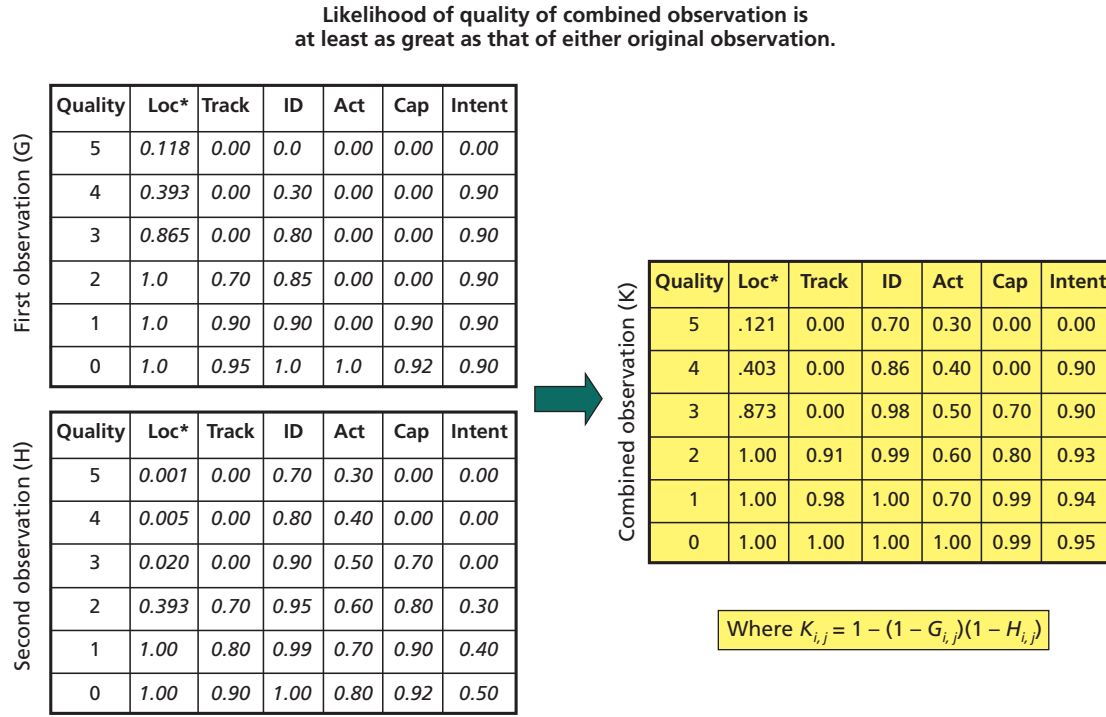 Likelihood of quality of combined observation is
at least as great as that of either original observation.
First observation (G)
Quality Loc* Track ID Act Cap Intent
5 0.118 0.00 0.0 0.00 0.00 0.00
4 0.393 0.00 0.30 0.00 0.00 0.90
3 0.865 0.00 0.80 0.00 0.00 0.90
2 1.0 0.70 0.85 0.00 0.00 0.90
1 1.0 0.90 0.90 0.00 0.90 0.90
0 1.0 0.95 1.0 1.0 0.92 0.90
Second observation (H)
Quality Loc* Track ID Act Cap Intent
5 0.001 0.00 0.70 0.30 0.00 0.00
4 0.005 0.00 0.80 0.40 0.00 0.00
3 0.020 0.00 0.90 0.50 0.70 0.00
2 0.393 0.70 0.95 0.60 0.80 0.30
1 1.00 0.80 0.99 0.70 0.90 0.40
0 1.00 0.90 1.00 0.80 0.92 0.50
Combined observation (K)
Quality Loc* Track ID Act Cap Intent
5 .121 0.00 0.70 0.30 0.00 0.00
4 .403 0.00 0.86 0.40 0.00 0.90
3 .873 0.00 0.98 0.50 0.70 0.90
2 1.00 0.91 0.99 0.60 0.80 0.93
1 1.00 0.98 1.00 0.70 0.99 0.94
0 1.00 1.00 1.00 1.00 0.99 0.95
Where K_{i, j} = 1 – (1 – G_{i, j})(1 – H_{i, j})